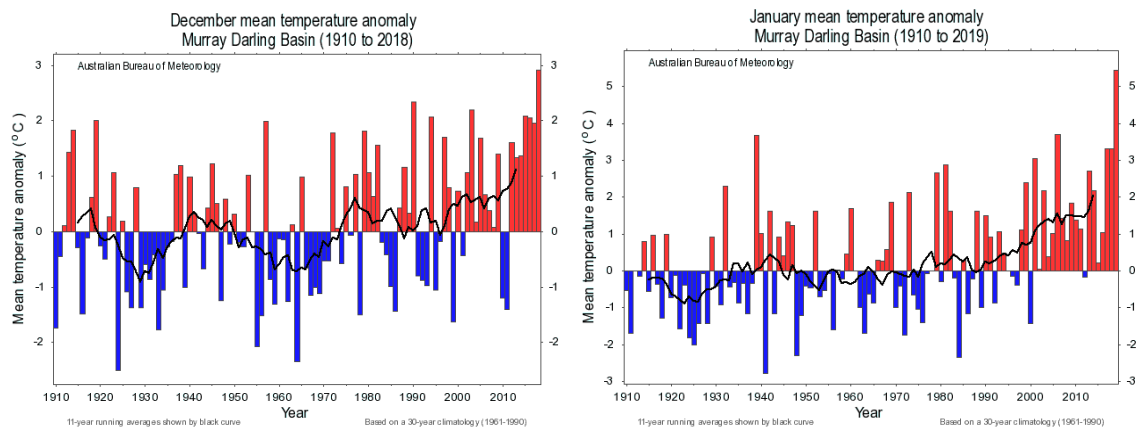 December mean temperature anomaly
Murray Darling Basin (1910 to 2018)
3
3
Australian Bureau of Meteorology
2
2
1
1
0
0
-1
-1
-2
-2
Mean temperature anomaly (°C)
1910 1920 1930 1940 1950 1960 1970 1980 1990 2000 2010
Year
11-year running averages shown by black curve
Based on a 30-year climatology (1961-1990)
January mean temperature anomaly
Murray Darling Basin (1910 to 2019)
Australian Bureau of Meteorology
5
5
4
4
3
3
2
2
1
1
0
0
-1
-1
-2
-2
-3
-3
Mean temperature anomaly (°C)
1910 1920 1930 1940 1950 1960 1970 1980 1990 2000 2010
Year
11-year running averages shown by black curve
Based on a 30-year climatology (1961-1990)